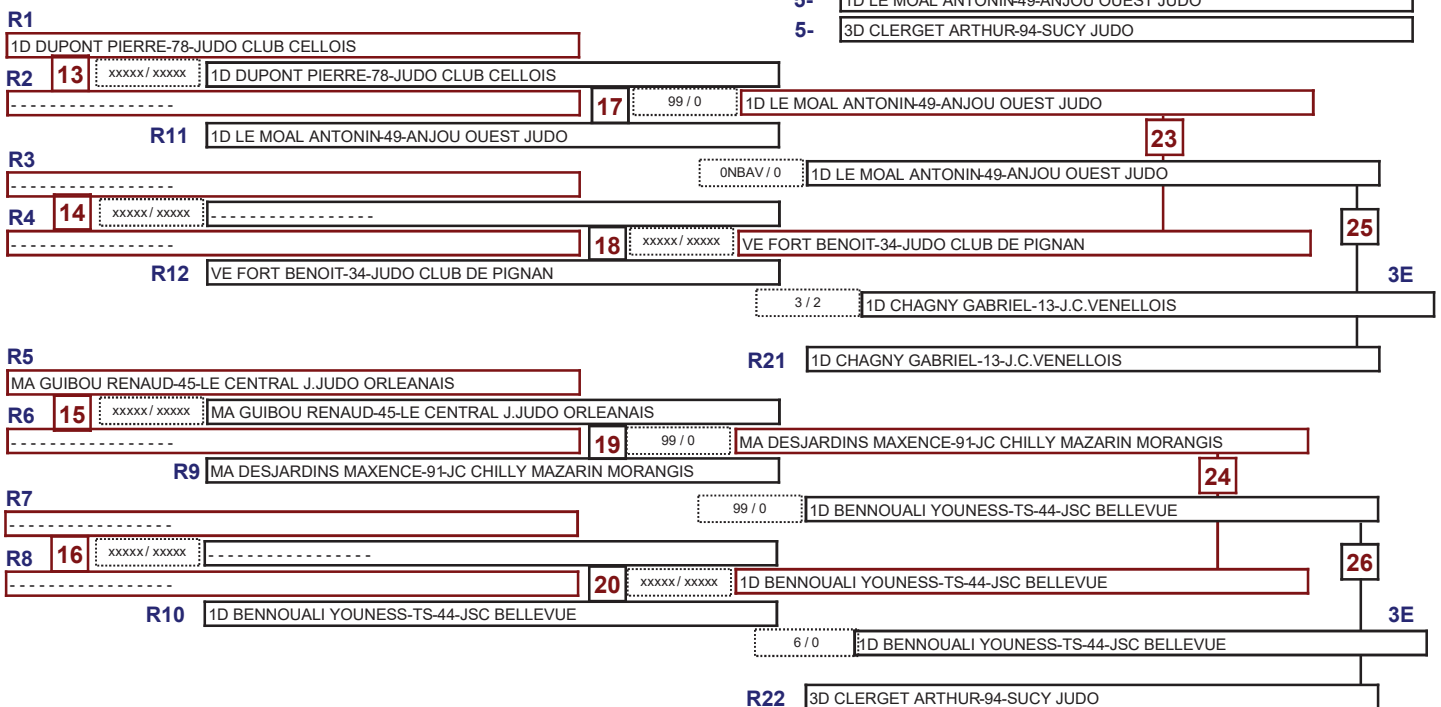 5- 1D LE MOAL ANTONIN-49-ANJOU OUEST JUDO
R1
1D DUPONT PIERRE-78-JUDO CLUB CELLOIS
5- 3D CLERGET ARTHUR-94-SUCY JUDO
R2 13 xxxxx / xxxxx 1D DUPONT PIERRE-78-JUDO CLUB CELLOIS
- - - - - - - - - - - - - - - - - 17 99 / 0 1D LE MOAL ANTONIN-49-ANJOU OUEST JUDO
R11 1D LE MOAL ANTONIN-49-ANJOU OUEST JUDO 23
R3
- - - - - - - - - - - - - - - - - 0NBAV / 0 1D LE MOAL ANTONIN-49-ANJOU OUEST JUDO
R4 14 xxxxx / xxxxx - - - - - - - - - - - - - - - - - 25
- - - - - - - - - - - - - - - - - 18 xxxxx / xxxxx VE FORT BENOIT-34-JUDO CLUB DE PIGNAN
R12 VE FORT BENOIT-34-JUDO CLUB DE PIGNAN 3E
3 / 2 1D CHAGNY GABRIEL-13-J.C.VENELLOIS
R5 R21 1D CHAGNY GABRIEL-13-J.C.VENELLOIS
MA GUIBOU RENAUD-45-LE CENTRAL J.JUDO ORLEANAIS
R6 15 xxxxx / xxxxx MA GUIBOU RENAUD-45-LE CENTRAL J.JUDO ORLEANAIS
- - - - - - - - - - - - - - - - - 19 99 / 0 MA DESJARDINS MAXENCE-91-JC CHILLY MAZARIN MORANGIS
R9 MA DESJARDINS MAXENCE-91-JC CHILLY MAZARIN MORANGIS 24
R7
- - - - - - - - - - - - - - - - - 99 / 0 1D BENNOUALI YOUNESS-TS-44-JSC BELLEVUE
R8 16 xxxxx / xxxxx - - - - - - - - - - - - - - - - - 26
- - - - - - - - - - - - - - - - - 20 xxxxx / xxxxx 1D BENNOUALI YOUNESS-TS-44-JSC BELLEVUE
R10 1D BENNOUALI YOUNESS-TS-44-JSC BELLEVUE 3E
6 / 0 1D BENNOUALI YOUNESS-TS-44-JSC BELLEVUE
R22 3D CLERGET ARTHUR-94-SUCY JUDO